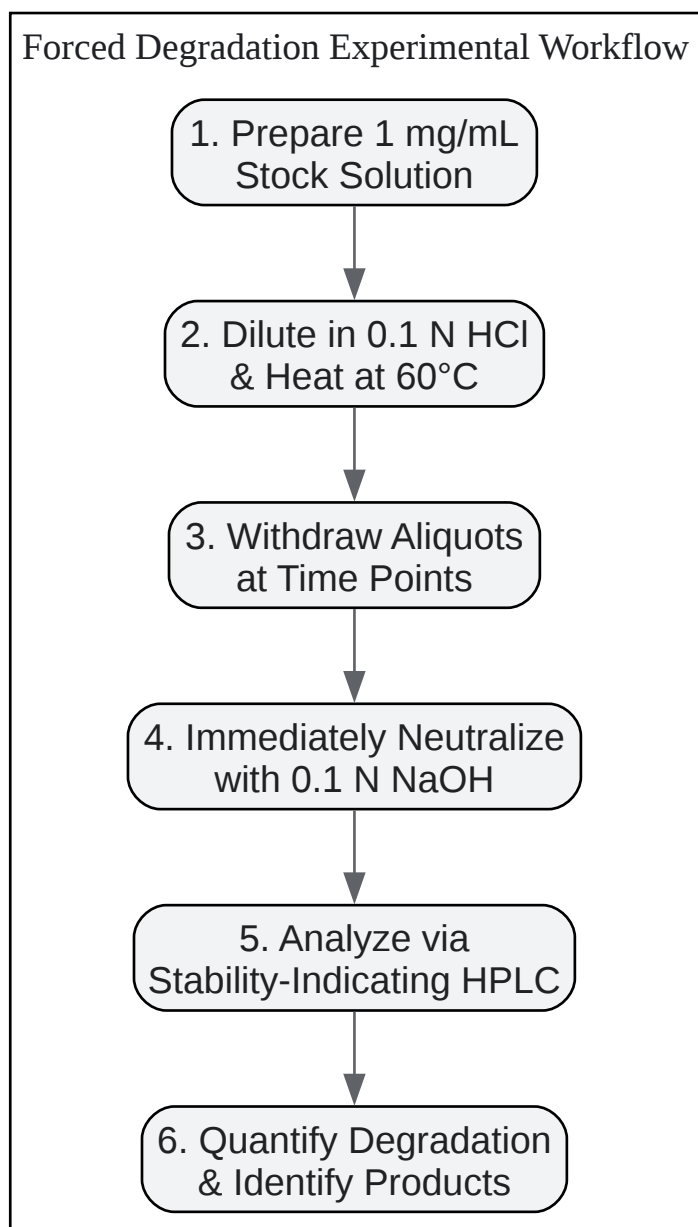 Forced Degradation Experimental Workflow
1. Prepare 1 mg/mL
Stock Solution
2. Dilute in 0.1 N HCl
& Heat at 60°C
3. Withdraw Aliquots
at Time Points
4. Immediately Neutralize
with 0.1 N NaOH
5. Analyze via
Stability-Indicating HPLC
6. Quantify Degradation
& Identify Products